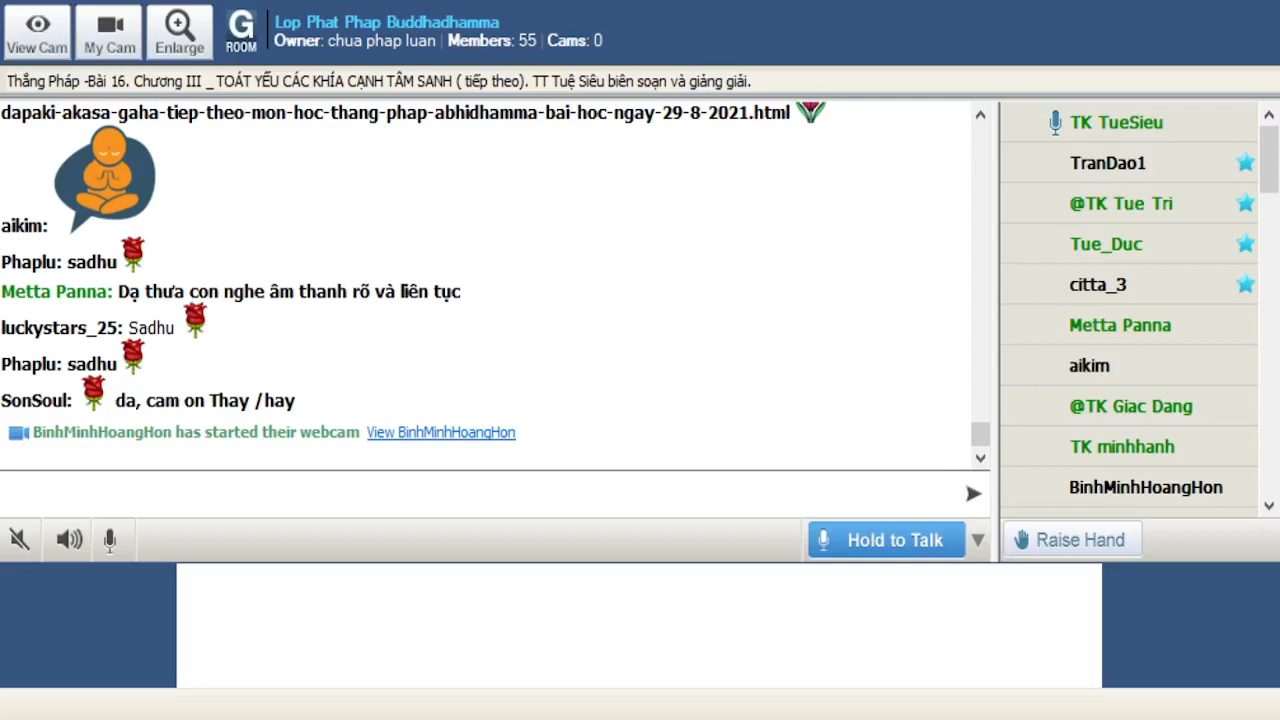 View Cam
My Cam
Enlarge
G
ROOM
Lop Phat Phap Buddhadhamma
Owner: chua phap luan | Members: 55 | Cams: 0
Thắng Pháp -Bài 16. Chương III _ TOÁT YẾU CÁC KHÍA CẠNH TÂM SANH ( tiếp theo). TT Tuệ Siêu biên soạn và giảng giải.
dapaki-akasa-gaha-tiep-theo-mon-hoc-thang-phap-abhidhamma-bai-hoc-ngay-29-8-2021.html
aikim:
Phaplu: sadhu
Metta Panna: Dạ thưa con nghe âm thanh rõ và liên tục
luckystars_25: Sadhu
Phaplu: sadhu
SonSoul: da, cam on Thay /hay
BinhMinhHoangHon has started their webcam View BinhMinhHoangHon
Hold to Talk
TK TueSieu
TranDao1
@TK Tue Tri
Tue_Duc
citta_3
Metta Panna
aikim
@TK Giac Dang
TK minhhanh
BinhMinhHoangHon
Raise Hand